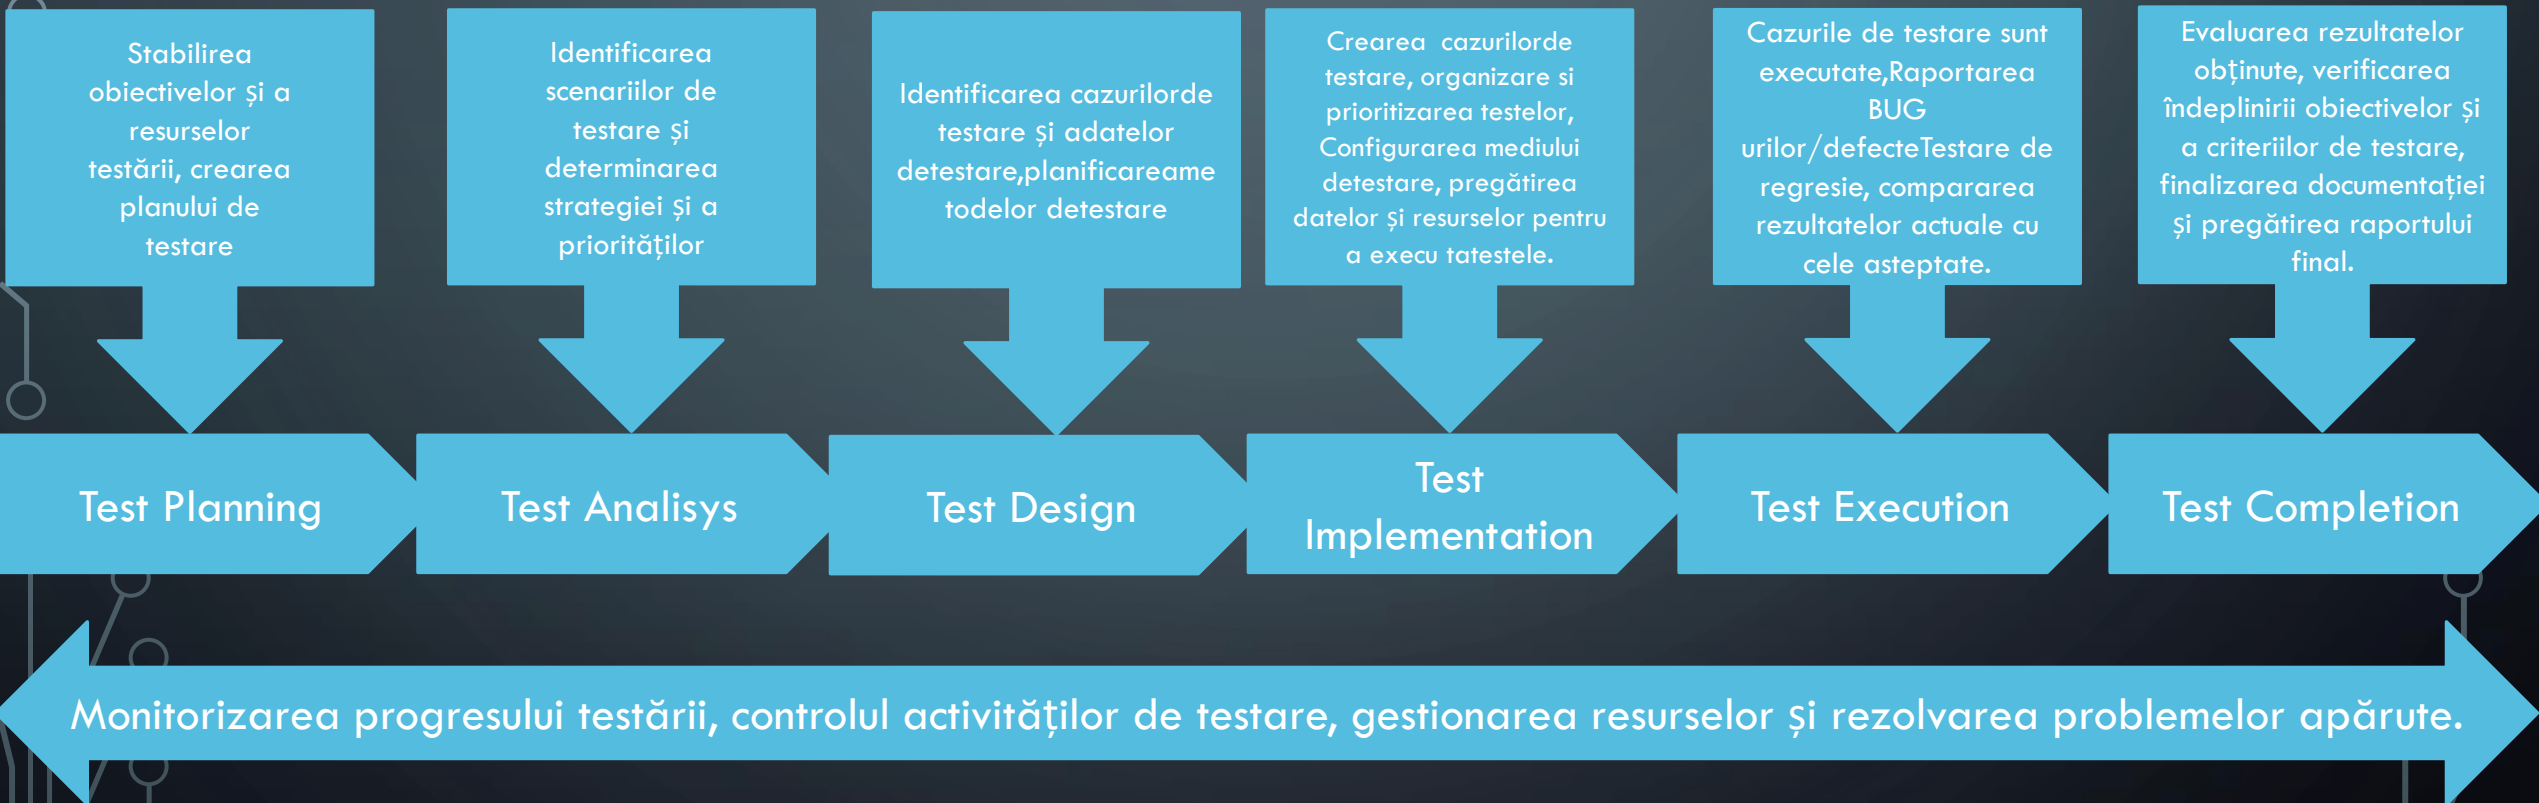 Stabilirea
obiectivelor și a
resurselor
testării, crearea
planului de
testare
Identificarea
scenariilor de
testare și
determinarea
strategiei și a
priorităților
Identificarea cazurilorde
testare și adatelor
detestare,planificareame
todelor detestare
Crearea  cazurilorde
testare, organizare si
prioritizarea testelor,
Configurarea mediului
detestare, pregătirea
datelor și resurselor pentru
a execu tatestele.
Cazurile de testare sunt
executate,Raportarea
BUG
urilor/defecteTestare de
regresie, compararea
rezultatelor actuale cu
cele asteptate.
Evaluarea rezultatelor
obținute, verificarea
îndeplinirii obiectivelor și
a criteriilor de testare,
finalizarea documentației
și pregătirea raportului
final.
Test Planning
Test Analisys
Test Design
Test
Implementation
Test Execution
Test Completion
Monitorizarea progresului testării, controlul activităților de testare, gestionarea resurselor și rezolvarea problemelor apărute.